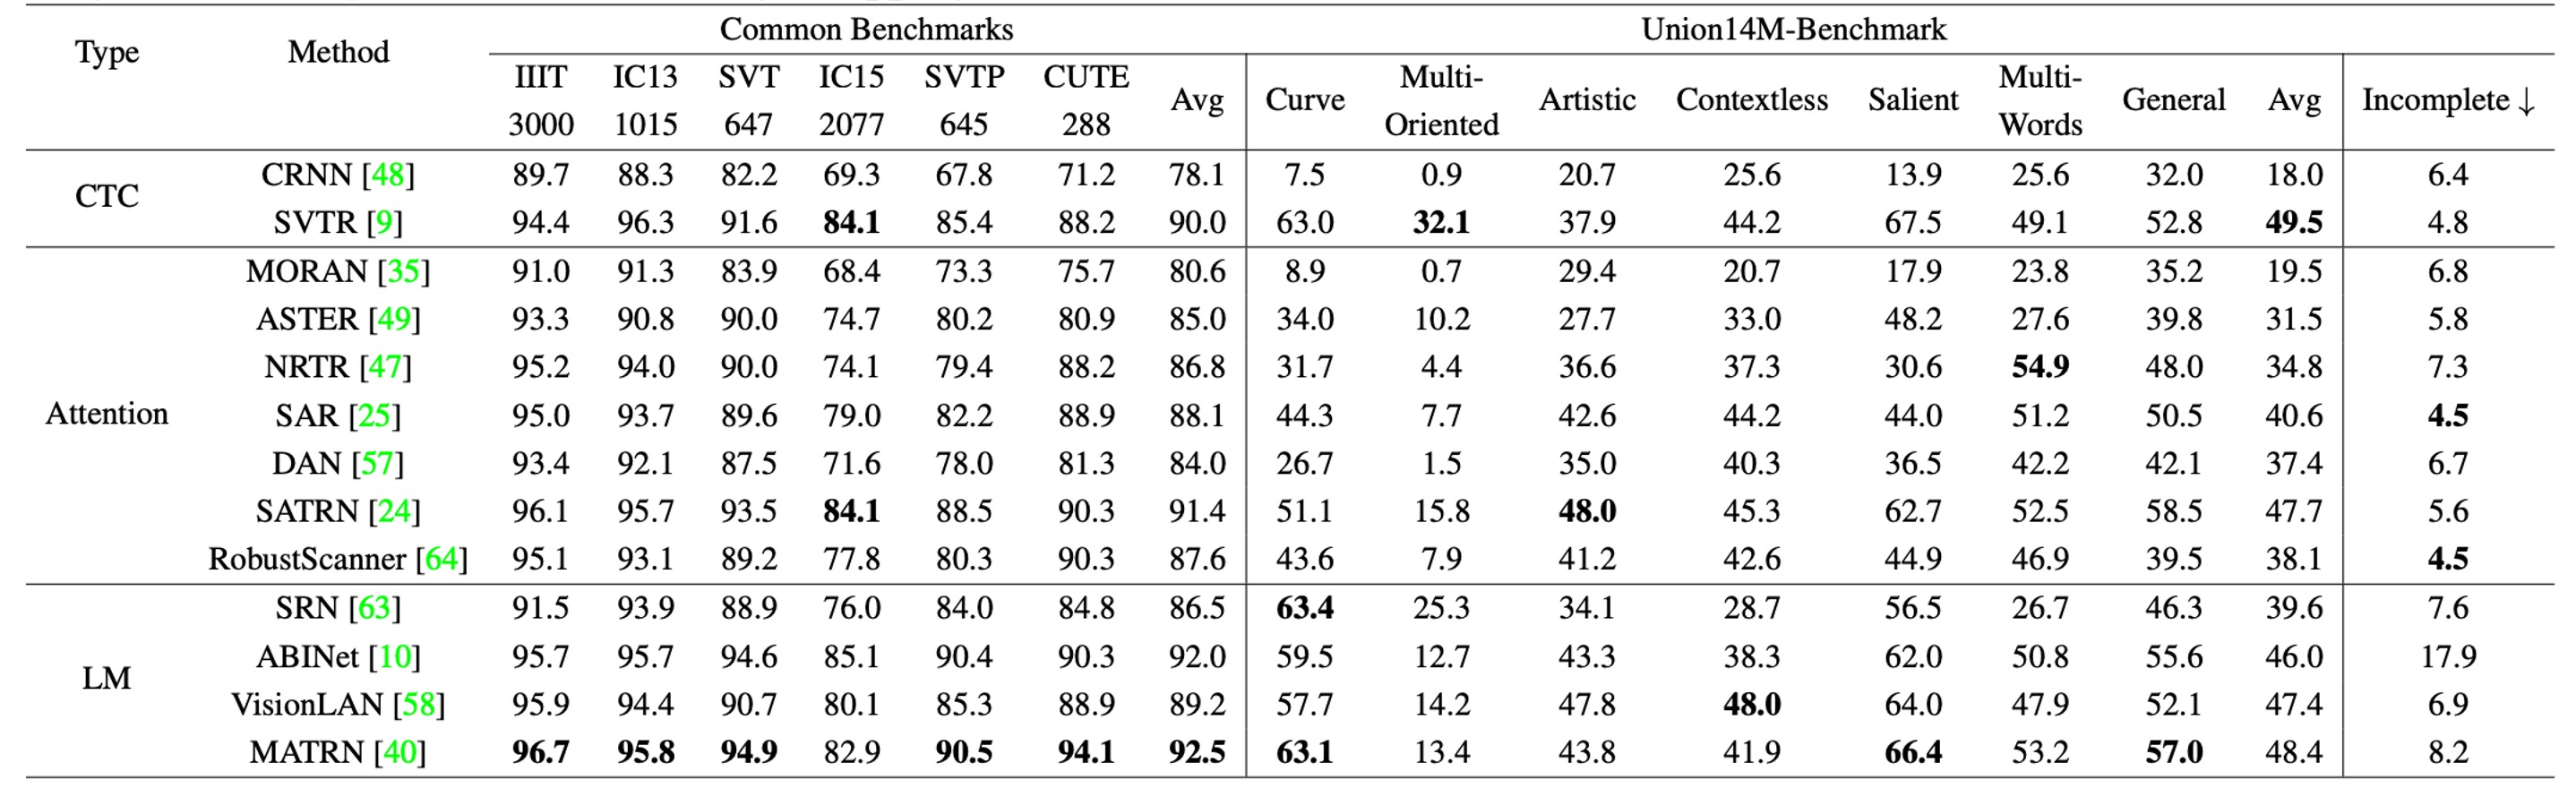 Type Method Common Benchmarks Union14M-Benchmark
IIIT IC13 SVT IC15 SVTP CUTE Avg Curve Multi- Artistic Contextless Salient Multi- General Avg Incomplete ↓
3000 1015 647 2077 645 288 Oriented Words
CTC CRNN [48] 89.7 88.3 82.2 69.3 67.8 71.2 78.1 7.5 0.9 20.7 25.6 13.9 25.6 32.0 18.0 6.4
SVTR [9] 94.4 96.3 91.6 84.1 85.4 88.2 90.0 63.0 32.1 37.9 44.2 67.5 49.1 52.8 49.5 4.8
Attention MORAN [35] 91.0 91.3 83.9 68.4 73.3 75.7 80.6 8.9 0.7 29.4 20.7 17.9 23.8 35.2 19.5 6.8
ASTER [49] 93.3 90.8 90.0 74.7 80.2 80.9 85.0 34.0 10.2 27.7 33.0 48.2 27.6 39.8 31.5 5.8
NRTR [47] 95.2 94.0 90.0 74.1 79.4 88.2 86.8 31.7 4.4 36.6 37.3 30.6 54.9 48.0 34.8 7.3
SAR [25] 95.0 93.7 89.6 79.0 82.2 88.9 88.1 44.3 7.7 42.6 44.2 44.0 51.2 50.5 40.6 4.5
DAN [57] 93.4 92.1 87.5 71.6 78.0 81.3 84.0 26.7 1.5 35.0 40.3 36.5 42.2 42.1 37.4 6.7
SATRN [24] 96.1 95.7 93.5 84.1 88.5 90.3 91.4 51.1 15.8 48.0 45.3 62.7 52.5 58.5 47.7 5.6
RobustScanner [64] 95.1 93.1 89.2 77.8 80.3 90.3 87.6 43.6 7.9 41.2 42.6 44.9 46.9 39.5 38.1 4.5
LM SRN [63] 91.5 93.9 88.9 76.0 84.0 84.8 86.5 63.4 25.3 34.1 28.7 56.5 26.7 46.3 39.6 7.6
ABINet [10] 95.7 95.7 94.6 85.1 90.4 90.3 92.0 59.5 12.7 43.3 38.3 62.0 50.8 55.6 46.0 17.9
VisionLAN [58] 95.9 94.4 90.7 80.1 85.3 88.9 89.2 57.7 14.2 47.8 48.0 64.0 47.9 52.1 47.4 6.9
MATRN [40] 96.7 95.8 94.9 82.9 90.5 94.1 92.5 63.1 13.4 43.8 41.9 66.4 53.2 57.0 48.4 8.2